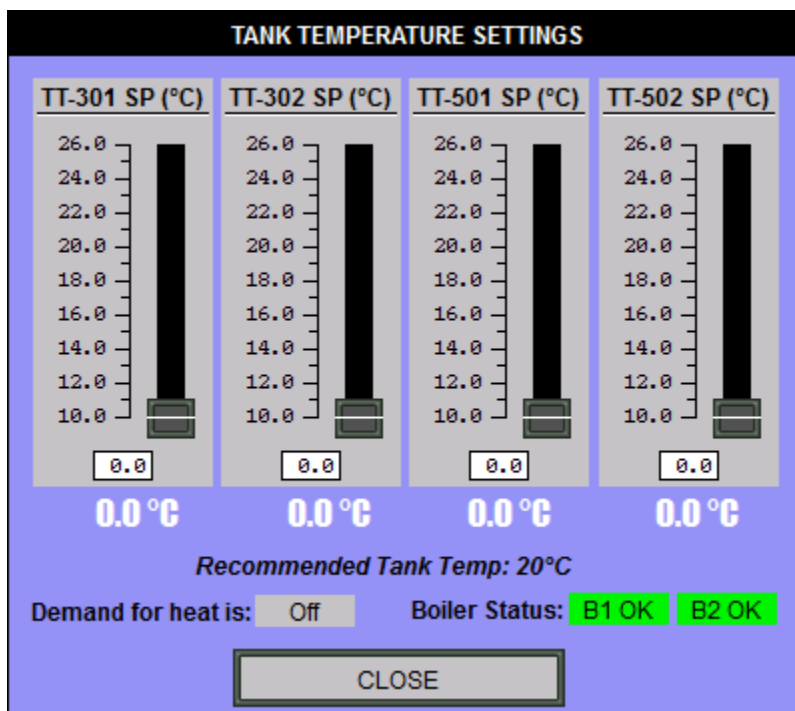 TANK TEMPERATURE SETTINGS
TT-301 SP (°C) TT-302 SP (°C) TT-501 SP (°C) TT-502 SP (°C)
26.0 26.0 26.0 26.0
24.0 24.0 24.0 24.0
22.0 22.0 22.0 22.0
20.0 20.0 20.0 20.0
18.0 18.0 18.0 18.0
16.0 16.0 16.0 16.0
14.0 14.0 14.0 14.0
12.0 12.0 12.0 12.0
10.0 10.0 10.0 10.0
0.0 0.0 0.0 0.0
0.0 °C 0.0 °C 0.0 °C 0.0 °C
Recommended Tank Temp: 20°C
Demand for heat is: Off Boiler Status: B1 OK B2 OK
CLOSE